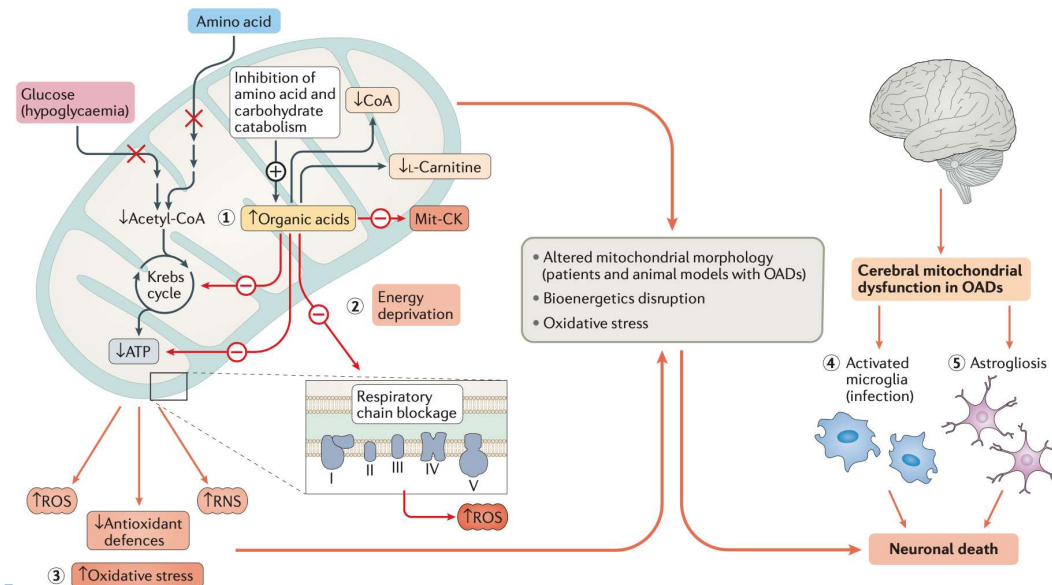 Amino acid
Glucose
(hypoglycaemia)
Inhibition of
amino acid and
carbohydrate
catabolism
↓CoA
↓L-Carnitine
+
↓Acetyl-CoA
① ↑Organic acids
−
Mit-CK
Krebs
cycle
−
② Energy
deprivation
−
↓ATP
−
Respiratory
chain blockage
I
II
III
IV
V
↑ROS
↑ROS
↑RNS
↓Antioxidant
defences
③ ↑Oxidative stress
• Altered mitochondrial morphology
(patients and animal models with OADs)
• Bioenergetics disruption
• Oxidative stress
Cerebral mitochondrial
dysfunction in OADs
④ Activated
microglia
(infection)
⑤ Astrogliosis
Neuronal death